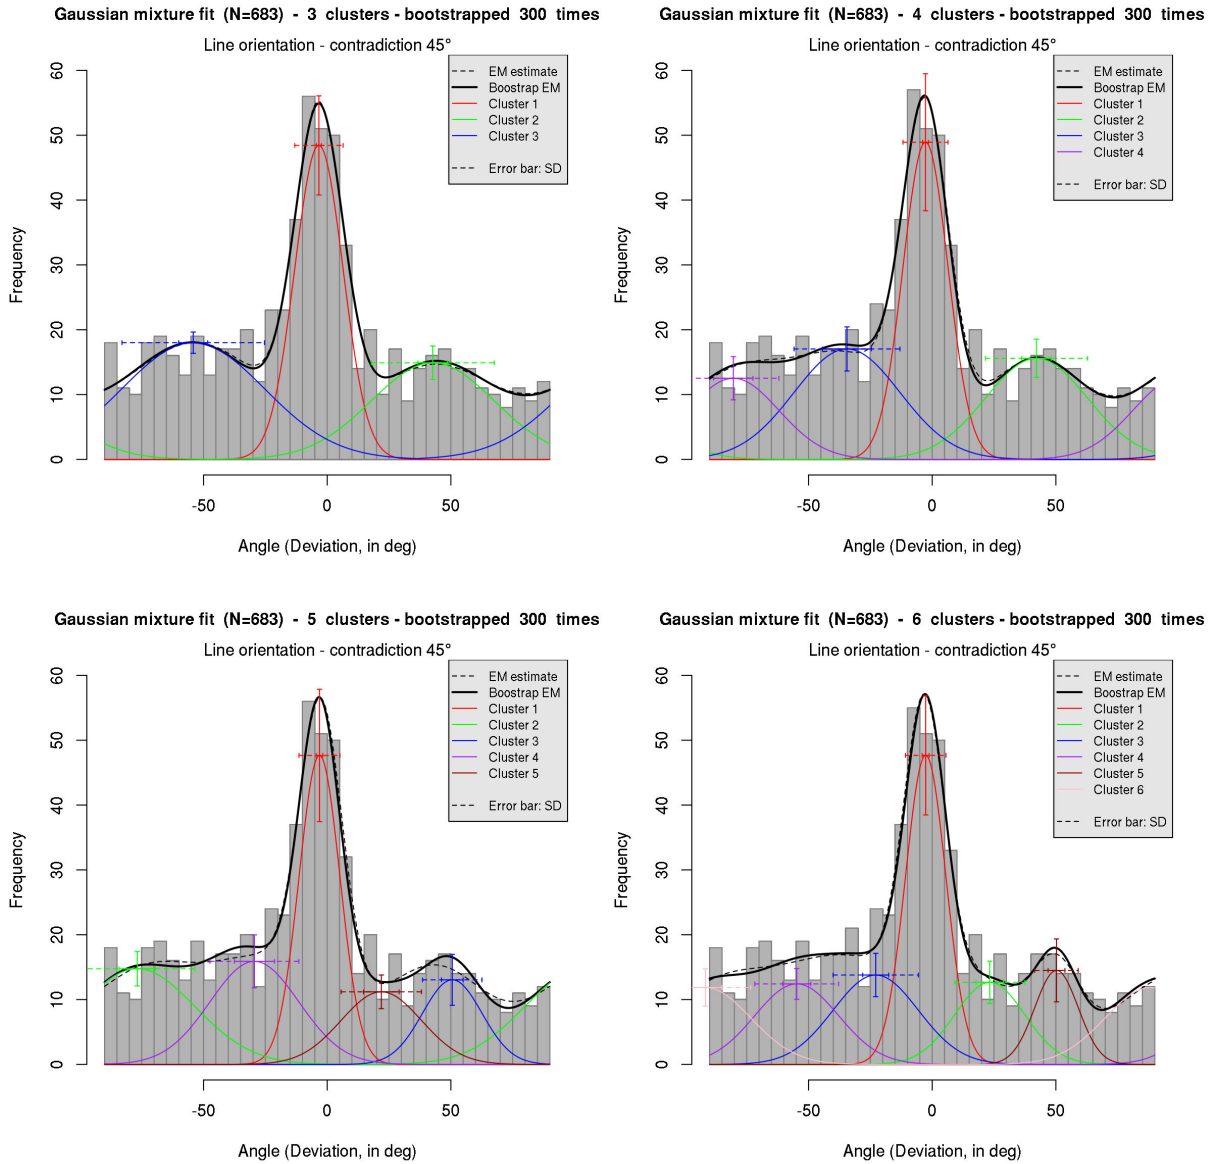 Gaussian mixture fit (N=683) - 3 clusters - bootstrapped 300 times
Line orientation - contradiction 45°
EM estimate
Boostrap EM
Cluster 1
Cluster 2
Cluster 3
Error bar: SD
Frequency
60
50
40
30
20
10
0
-50 0 50
Angle (Deviation, in deg)
Gaussian mixture fit (N=683) - 4 clusters - bootstrapped 300 times
Line orientation - contradiction 45°
EM estimate
Boostrap EM
Cluster 1
Cluster 2
Cluster 3
Cluster 4
Error bar: SD
Frequency
60
50
40
30
20
10
0
-50 0 50
Angle (Deviation, in deg)
Gaussian mixture fit (N=683) - 5 clusters - bootstrapped 300 times
Line orientation - contradiction 45°
EM estimate
Boostrap EM
Cluster 1
Cluster 2
Cluster 3
Cluster 4
Cluster 5
Error bar: SD
Frequency
60
50
40
30
20
10
0
-50 0 50
Angle (Deviation, in deg)
Gaussian mixture fit (N=683) - 6 clusters - bootstrapped 300 times
Line orientation - contradiction 45°
EM estimate
Boostrap EM
Cluster 1
Cluster 2
Cluster 3
Cluster 4
Cluster 5
Cluster 6
Error bar: SD
Frequency
60
50
40
30
20
10
0
-50 0 50
Angle (Deviation, in deg)